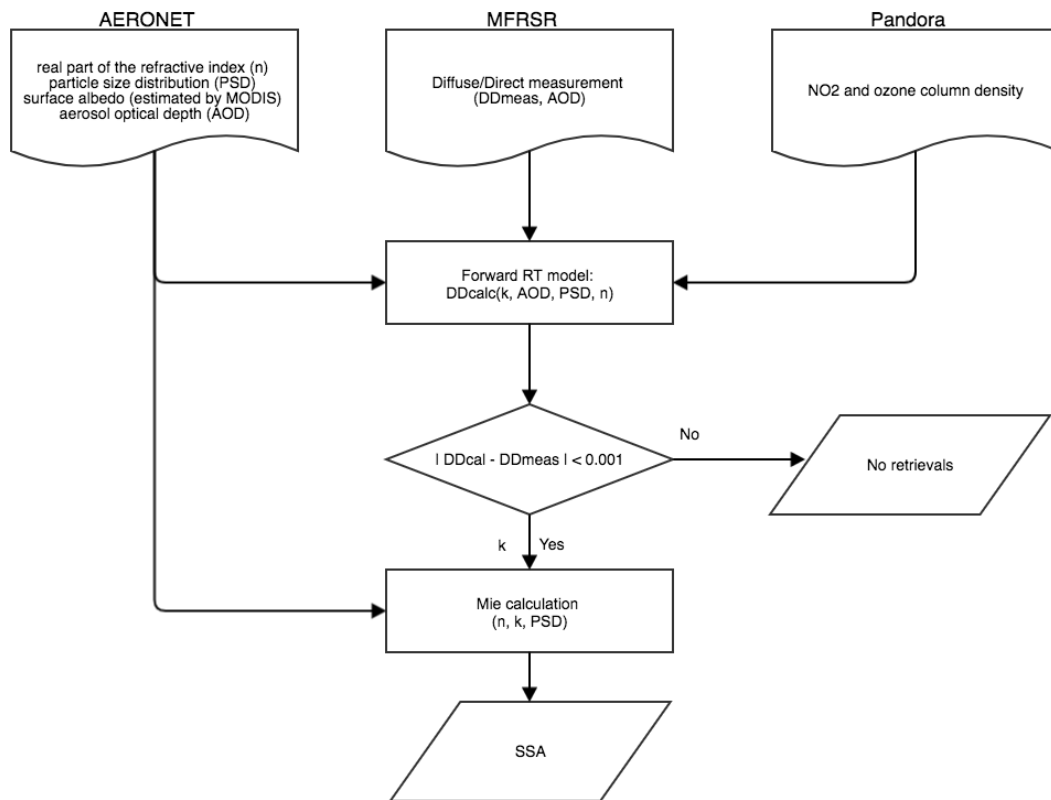 AERONET
MFRSR
Pandora
real part of the refractive index (n)
particle size distribution (PSD)
surface albedo (estimated by MODIS)
aerosol optical depth (AOD)
Diffuse/Direct measurement
(DDmeas, AOD)
NO2 and ozone column density
Forward RT model:
DDcalc(k, AOD, PSD, n)
| DDcal - DDmeas | < 0.001
No
No retrievals
k
Yes
Mie calculation
(n, k, PSD)
SSA